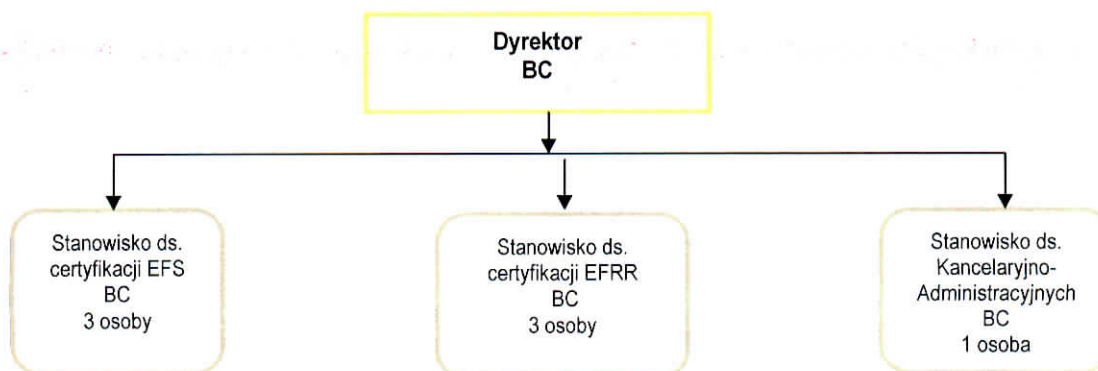 Dyrektor
BC
Stanowisko ds.
certyfikacji EFS
BC
3 osoby
Stanowisko ds.
certyfikacji EFRR
BC
3 osoby
Stanowisko ds.
Kancelaryjno-
Administracyjnych
BC
1 osoba